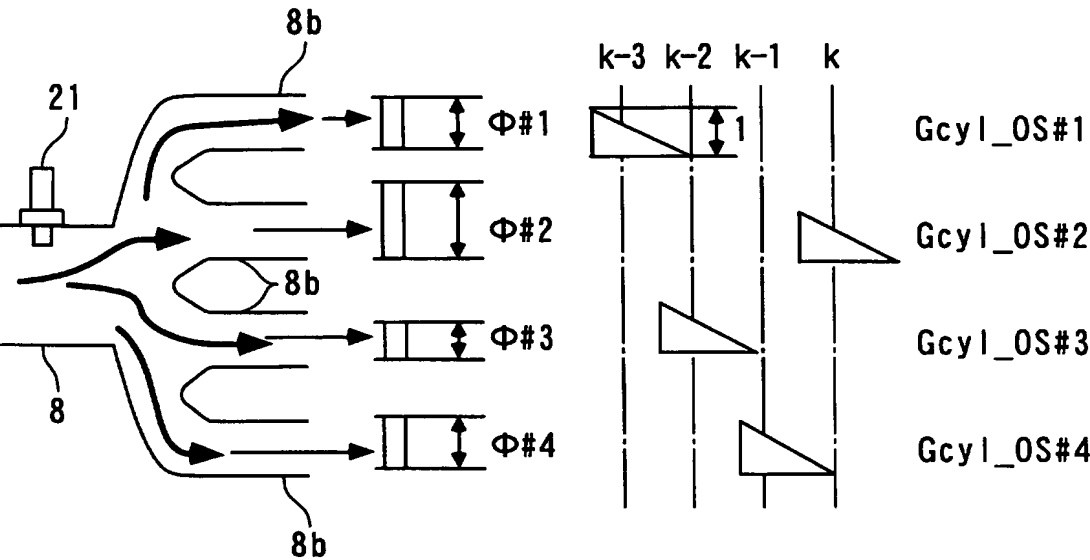 8b
21
k-3 k-2 k-1 k
Φ#1
1
Gcyl_OS#1
Φ#2
Gcyl_OS#2
8b
Φ#3
Gcyl_OS#3
8
Φ#4
Gcyl_OS#4
8b